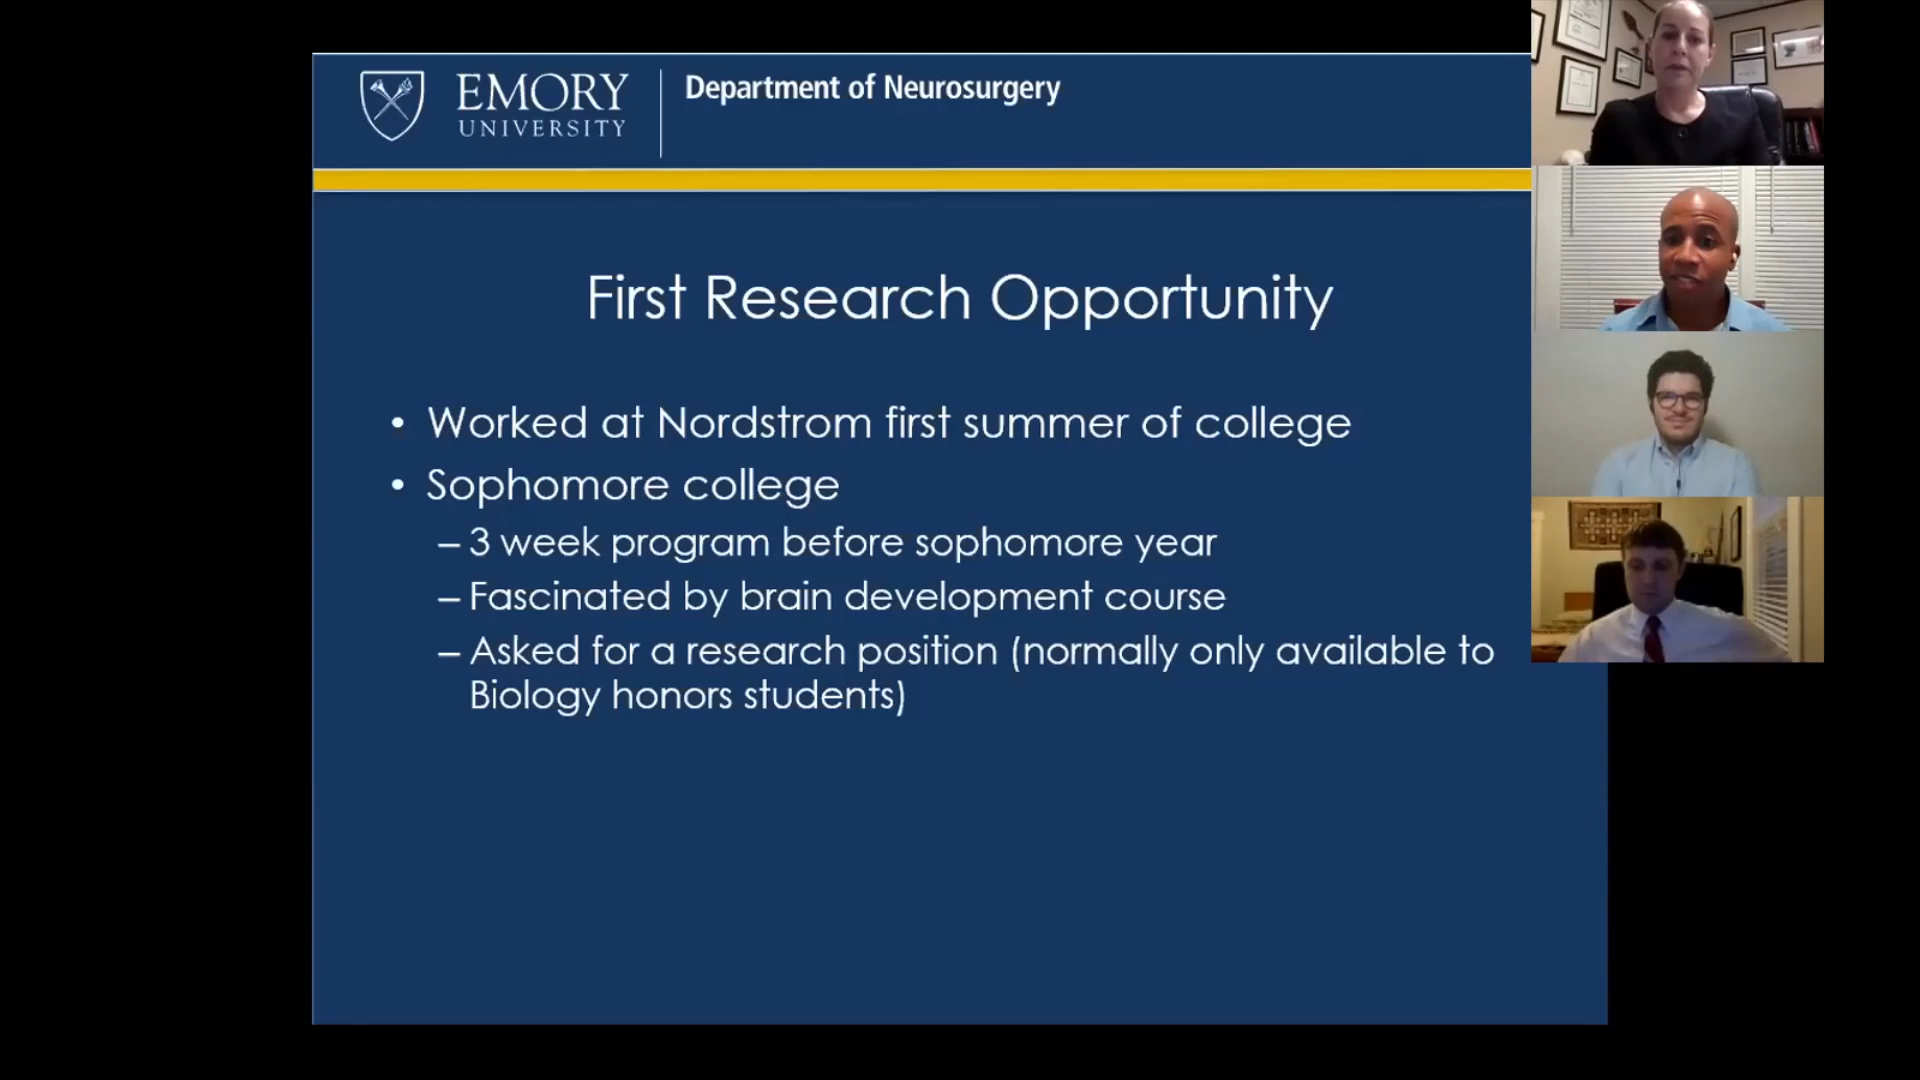 EMORY
UNIVERSITY
Department of Neurosurgery
First Research Opportunity
• Worked at Nordstrom first summer of college
• Sophomore college
– 3 week program before sophomore year
– Fascinated by brain development course
– Asked for a research position (normally only available to
Biology honors students)